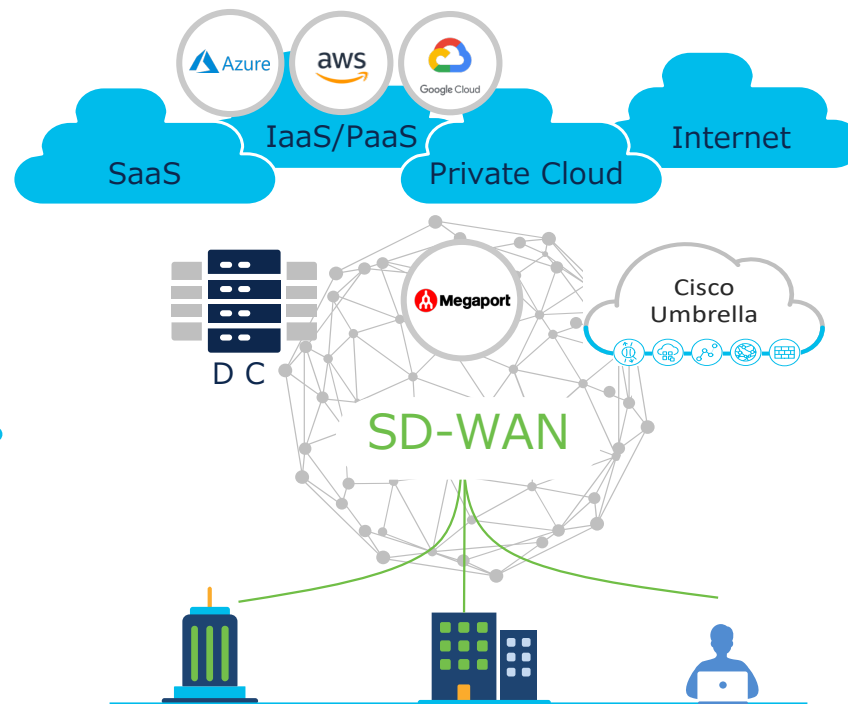 Azure
aws
Google Cloud
IaaS/PaaS
Internet
SaaS
Private Cloud
Megaport
Cisco
Umbrella
D C
SD-WAN